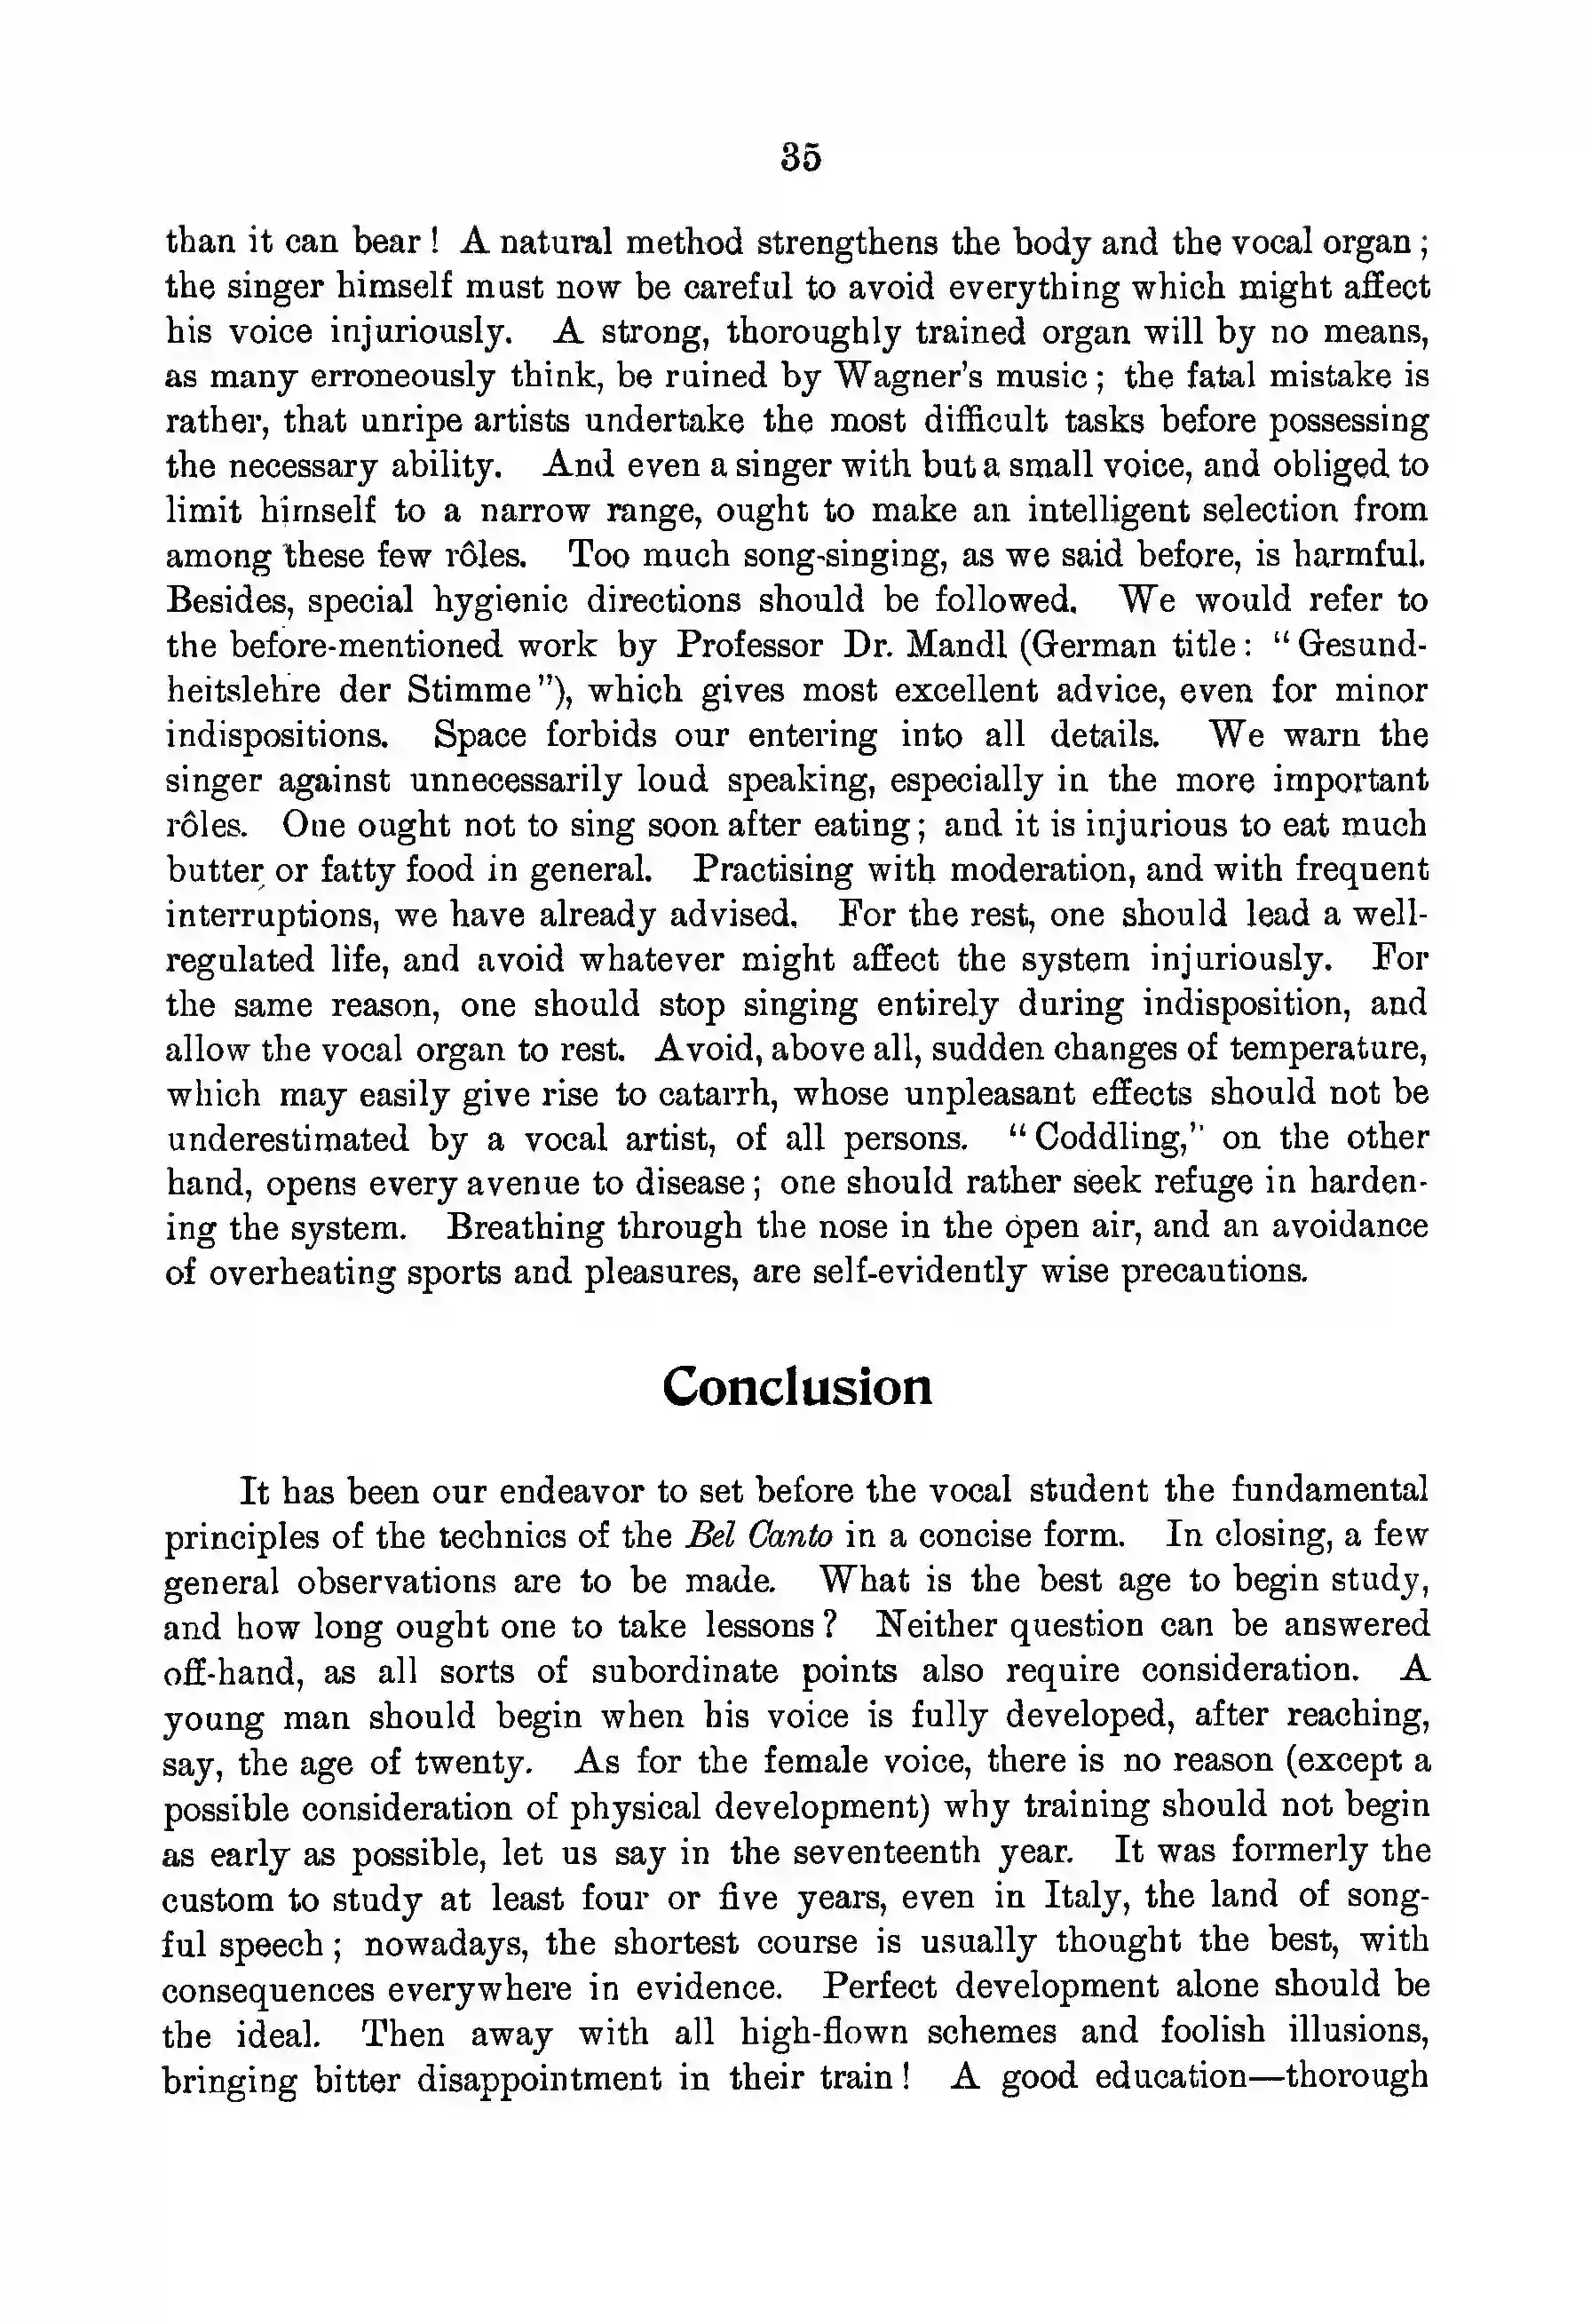 35
than it can bear! A natural method strengthens the body and the vocal organ;
the singer himself must now be careful to avoid everything which might affect
his voice injuriously. A strong, thoroughly trained organ will by no means,
as many erroneously think, be ruined by Wagner's music; the fatal mistake is
rather, that unripe artists undertake the most difficult tasks before possessing
the necessary ability. And even a singer with but a small voice, and obliged to
limit himself to a narrow range, ought to make an intelligent selection from
among these few rôles. Too much song-singing, as we said before, is harmful.
Besides, special hygienic directions should be followed. We would refer to
the before-mentioned work by Professor Dr. Mandl (German title: "Gesund-
heitslehre der Stimme"), which gives most excellent advice, even for minor
indispositions. Space forbids our entering into all details. We warn the
singer against unnecessarily loud speaking, especially in the more important
rôles. One ought not to sing soon after eating; and it is injurious to eat much
butter or fatty food in general. Practising with moderation, and with frequent
interruptions, we have already advised. For the rest, one should lead a well-
regulated life, and avoid whatever might affect the system injuriously. For
the same reason, one should stop singing entirely during indisposition, and
allow the vocal organ to rest. Avoid, above all, sudden changes of temperature,
which may easily give rise to catarrh, whose unpleasant effects should not be
underestimated by a vocal artist, of all persons. "Coddling," on the other
hand, opens every avenue to disease; one should rather seek refuge in harden-
ing the system. Breathing through the nose in the open air, and an avoidance
of overheating sports and pleasures, are self-evidently wise precautions.
Conclusion
It has been our endeavor to set before the vocal student the fundamental
principles of the technics of the Bel Canto in a concise form. In closing, a few
general observations are to be made. What is the best age to begin study,
and how long ought one to take lessons? Neither question can be answered
off-hand, as all sorts of subordinate points also require consideration. A
young man should begin when his voice is fully developed, after reaching,
say, the age of twenty. As for the female voice, there is no reason (except a
possible consideration of physical development) why training should not begin
as early as possible, let us say in the seventeenth year. It was formerly the
custom to study at least four or five years, even in Italy, the land of song-
ful speech; nowadays, the shortest course is usually thought the best, with
consequences everywhere in evidence. Perfect development alone should be
the ideal. Then away with all high-flown schemes and foolish illusions,
bringing bitter disappointment in their train! A good education—thorough